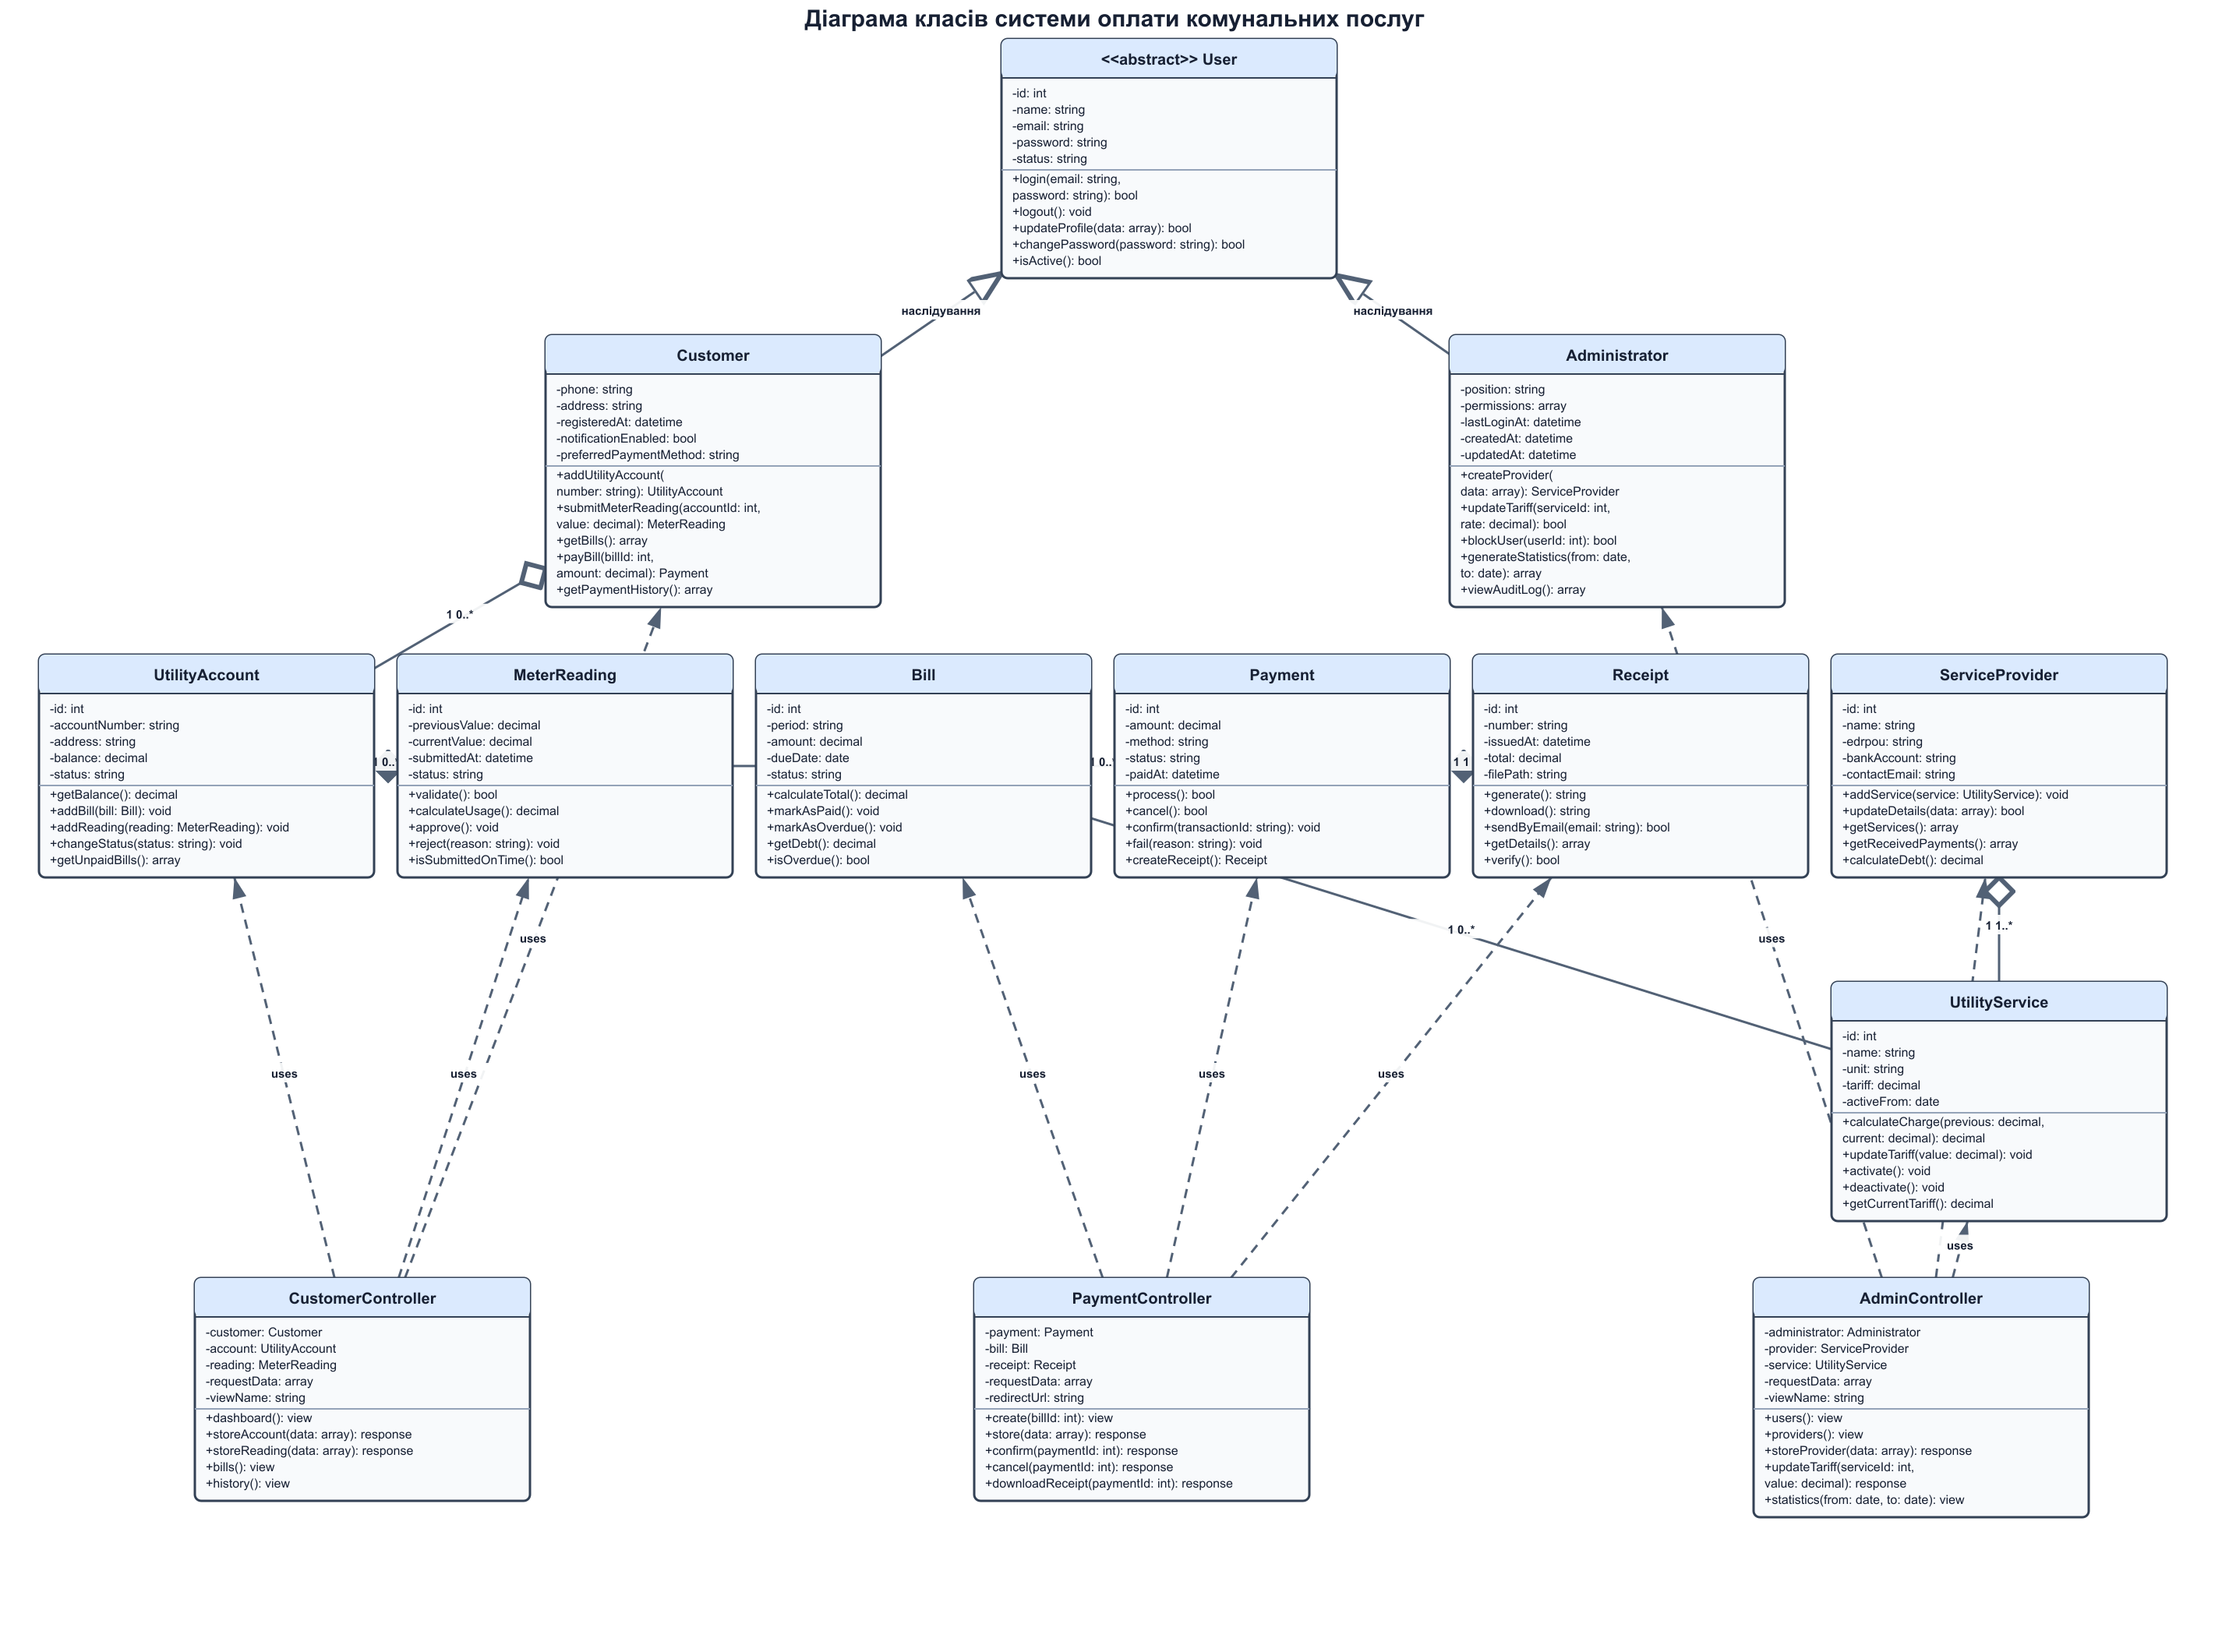 Діаграма класів системи оплати комунальних послуг
<<abstract>> User
-id: int
-name: string
-email: string
-password: string
-status: string
+login(email: string,
password: string): bool
+logout(): void
+updateProfile(data: array): bool
+changePassword(password: string): bool
+isActive(): bool
наслідування
наслідування
Customer
-phone: string
-address: string
-registeredAt: datetime
-notificationEnabled: bool
-preferredPaymentMethod: string
+addUtilityAccount(
number: string): UtilityAccount
+submitMeterReading(accountId: int,
value: decimal): MeterReading
+getBills(): array
+payBill(billId: int,
amount: decimal): Payment
+getPaymentHistory(): array
Administrator
-position: string
-permissions: array
-lastLoginAt: datetime
-createdAt: datetime
-updatedAt: datetime
+createProvider(
data: array): ServiceProvider
+updateTariff(serviceId: int,
rate: decimal): bool
+blockUser(userId: int): bool
+generateStatistics(from: date,
to: date): array
+viewAuditLog(): array
1 0..*
UtilityAccount
-id: int
-accountNumber: string
-address: string
-balance: decimal
-status: string
+getBalance(): decimal
+addBill(bill: Bill): void
+addReading(reading: MeterReading): void
+changeStatus(status: string): void
+getUnpaidBills(): array
MeterReading
-id: int
-previousValue: decimal
-currentValue: decimal
-submittedAt: datetime
-status: string
+validate(): bool
+calculateUsage(): decimal
+approve(): void
+reject(reason: string): void
+isSubmittedOnTime(): bool
Bill
-id: int
-period: string
-amount: decimal
-dueDate: date
-status: string
+calculateTotal(): decimal
+markAsPaid(): void
+markAsOverdue(): void
+getDebt(): decimal
+isOverdue(): bool
Payment
-id: int
-amount: decimal
-method: string
-status: string
-paidAt: datetime
+process(): bool
+cancel(): bool
+confirm(transactionId: string): void
+fail(reason: string): void
+createReceipt(): Receipt
1 1
Receipt
-id: int
-number: string
-issuedAt: datetime
-total: decimal
-filePath: string
+generate(): string
+download(): string
+sendByEmail(email: string): bool
+getDetails(): array
+verify(): bool
ServiceProvider
-id: int
-name: string
-edrpou: string
-bankAccount: string
-contactEmail: string
+addService(service: UtilityService): void
+updateDetails(data: array): bool
+getServices(): array
+getReceivedPayments(): array
+calculateDebt(): decimal
1 1..*
1 0..*
uses
uses
UtilityService
-id: int
-name: string
-unit: string
-tariff: decimal
-activeFrom: date
+calculateCharge(previous: decimal,
current: decimal): decimal
+updateTariff(value: decimal): void
+activate(): void
+deactivate(): void
+getCurrentTariff(): decimal
uses
uses
uses
uses
uses
uses
CustomerController
-customer: Customer
-account: UtilityAccount
-reading: MeterReading
-requestData: array
-viewName: string
+dashboard(): view
+storeAccount(data: array): response
+storeReading(data: array): response
+bills(): view
+history(): view
PaymentController
-payment: Payment
-bill: Bill
-receipt: Receipt
-requestData: array
-redirectUrl: string
+create(billId: int): view
+store(data: array): response
+confirm(paymentId: int): response
+cancel(paymentId: int): response
+downloadReceipt(paymentId: int): response
AdminController
-administrator: Administrator
-provider: ServiceProvider
-service: UtilityService
-requestData: array
-viewName: string
+users(): view
+providers(): view
+storeProvider(data: array): response
+updateTariff(serviceId: int,
value: decimal): response
+statistics(from: date, to: date): view